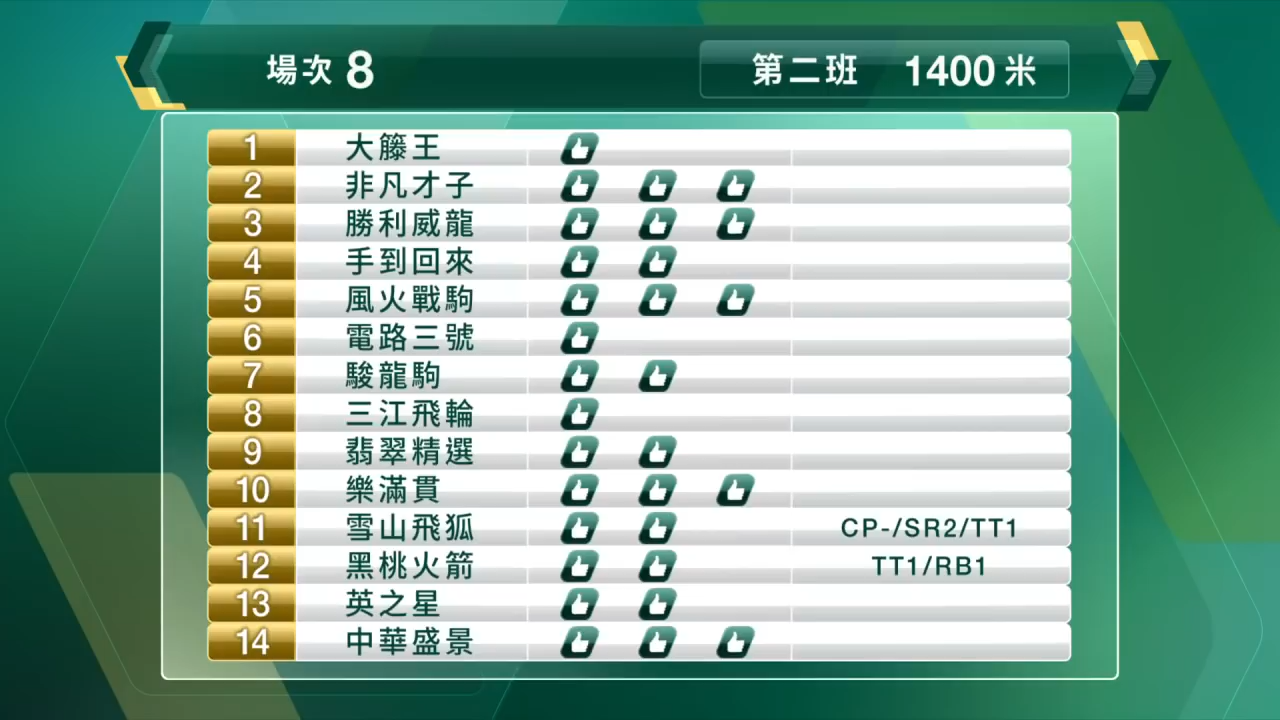 場次 8
第二班 1400 米
1 大籐王
2 非凡才子
3 勝利威龍
4 手到回來
5 風火戰駒
6 電路三號
7 駿龍駒
8 三江飛輪
9 翡翠精選
10 樂滿貫
11 雪山飛狐 CP-/SR2/TT1
12 黑桃火箭 TT1/RB1
13 英之星
14 中華盛景